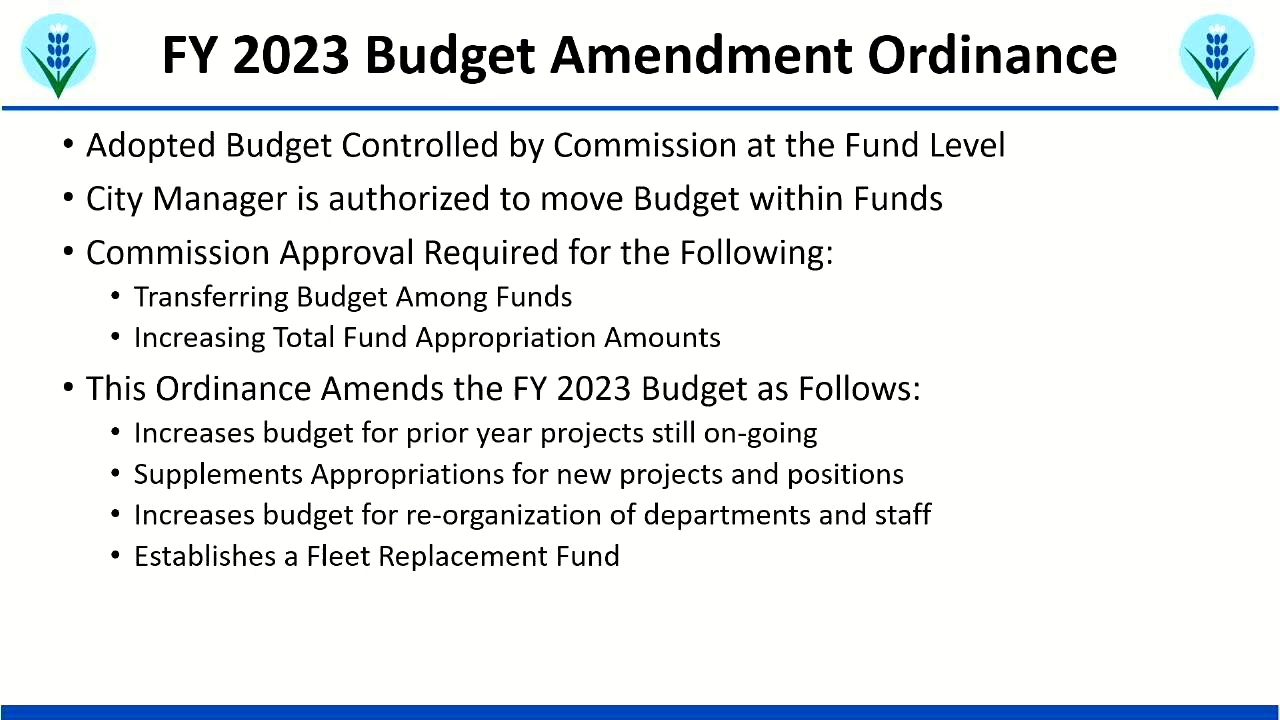 FY 2023 Budget Amendment Ordinance
• Adopted Budget Controlled by Commission at the Fund Level
• City Manager is authorized to move Budget within Funds
• Commission Approval Required for the Following:
• Transferring Budget Among Funds
• Increasing Total Fund Appropriation Amounts
• This Ordinance Amends the FY 2023 Budget as Follows:
• Increases budget for prior year projects still on-going
• Supplements Appropriations for new projects and positions
• Increases budget for re-organization of departments and staff
• Establishes a Fleet Replacement Fund